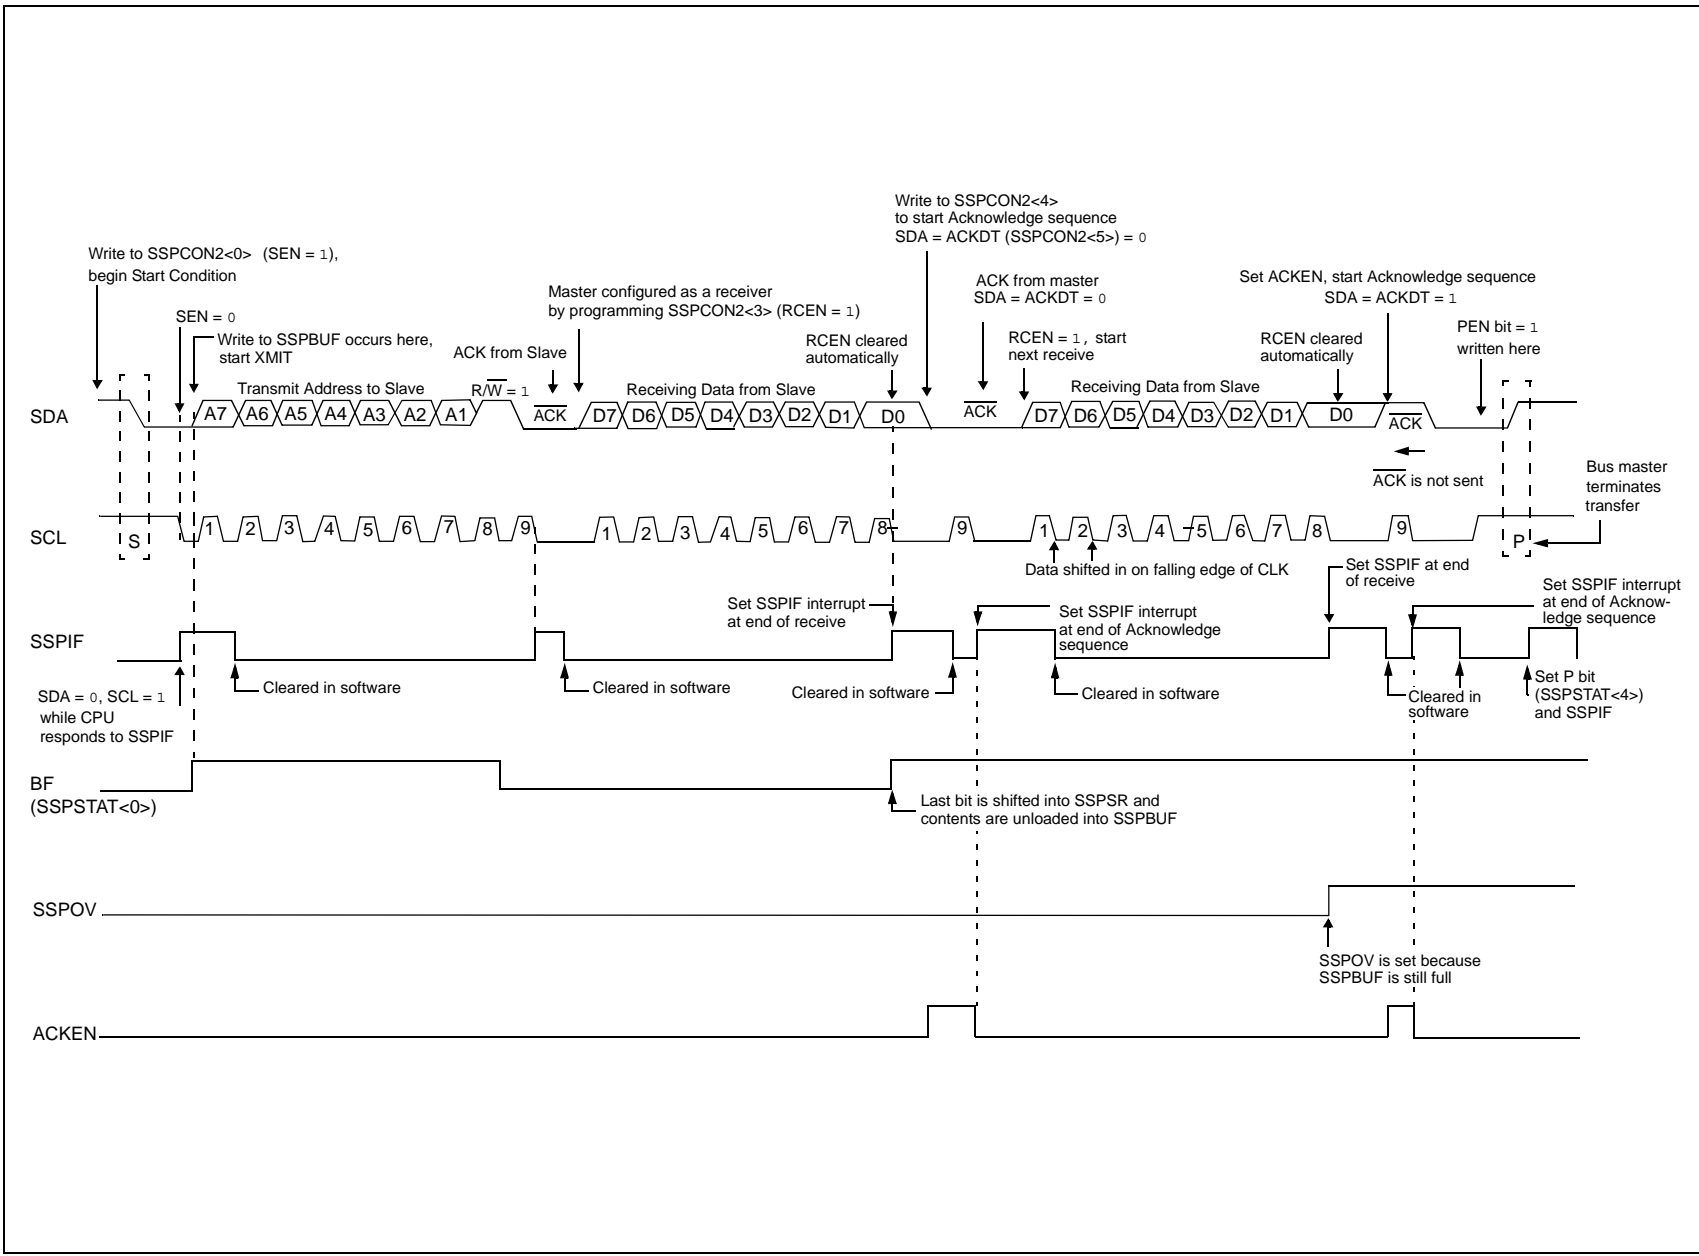 Write to SSPCON2<4>
to start Acknowledge sequence
SDA = ACKDT (SSPCON2<5>) = 0
Write to SSPCON2<0> (SEN = 1),
begin Start Condition
ACK from master
SDA = ACKDT = 0
Set ACKEN, start Acknowledge sequence
SDA = ACKDT = 1
Master configured as a receiver
by programming SSPCON2<3> (RCEN = 1)
SEN = 0
Write to SSPBUF occurs here,
start XMIT
ACK from Slave
RCEN cleared
automatically
RCEN = 1, start
next receive
RCEN cleared
automatically
PEN bit = 1
written here
Transmit Address to Slave
R/W = 1
Receiving Data from Slave
Receiving Data from Slave
SDA
A7 A6 A5 A4 A3 A2 A1 ACK D7 D6 D5 D4 D3 D2 D1 D0 ACK D7 D6 D5 D4 D3 D2 D1 D0 ACK
ACK is not sent
Bus master
terminates
transfer
SCL
S 1 2 3 4 5 6 7 8 9 1 2 3 4 5 6 7 8 9 1 2 3 4 5 6 7 8 9 P
Data shifted in on falling edge of CLK
Set SSPIF at end
of receive
Set SSPIF interrupt
at end of Acknow-
ledge sequence
Set SSPIF interrupt
at end of receive
Set SSPIF interrupt
at end of Acknowledge
sequence
SSPIF
Cleared in software
Cleared in software
Cleared in software
Cleared in software
Cleared in
software
Set P bit
(SSPSTAT<4>)
and SSPIF
SDA = 0, SCL = 1
while CPU
responds to SSPIF
BF
(SSPSTAT<0>)
Last bit is shifted into SSPSR and
contents are unloaded into SSPBUF
SSPOV
SSPOV is set because
SSPBUF is still full
ACKEN